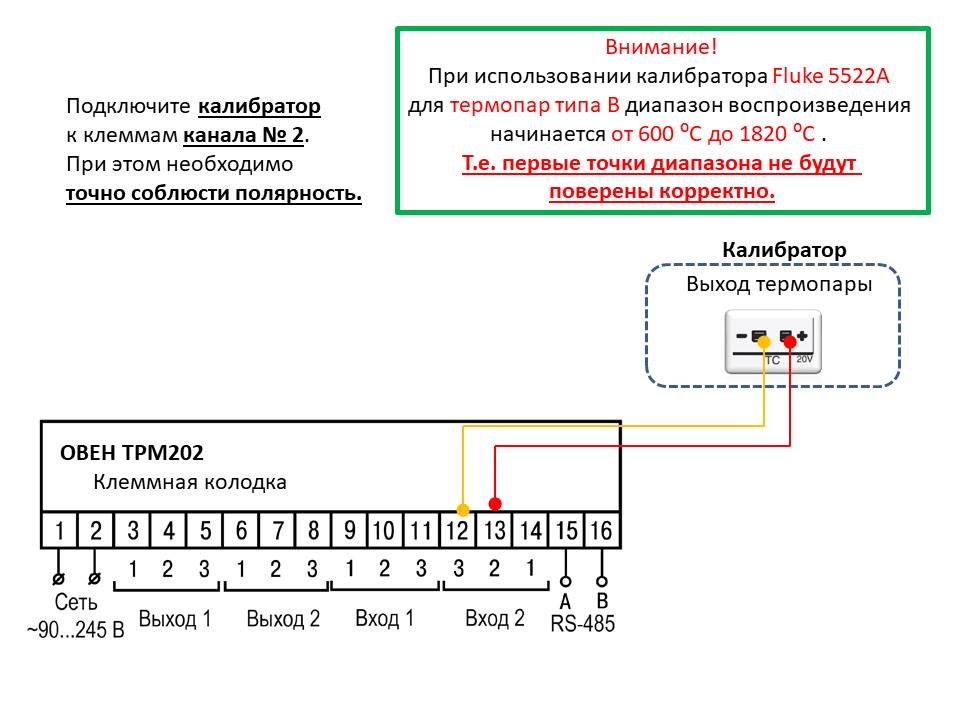 Подключите калибратор
к клеммам канала № 2.
При этом необходимо
точно соблюсти полярность.
Внимание!
При использовании калибратора Fluke 5522A
для термопар типа В диапазон воспроизведения
начинается от 600 ⁰С до 1820 ⁰С .
Т.е. первые точки диапазона не будут
поверены корректно.
Калибратор
Выход термопары
- +
TC 20V
ОВЕН ТРМ202
Клеммная колодка
1 2 3 4 5 6 7 8 9 10 11 12 13 14 15 16
1 2 3 1 2 3 1 2 3 3 2 1
Сеть
~90...245 В
Выход 1 Выход 2 Вход 1 Вход 2
A B
RS-485